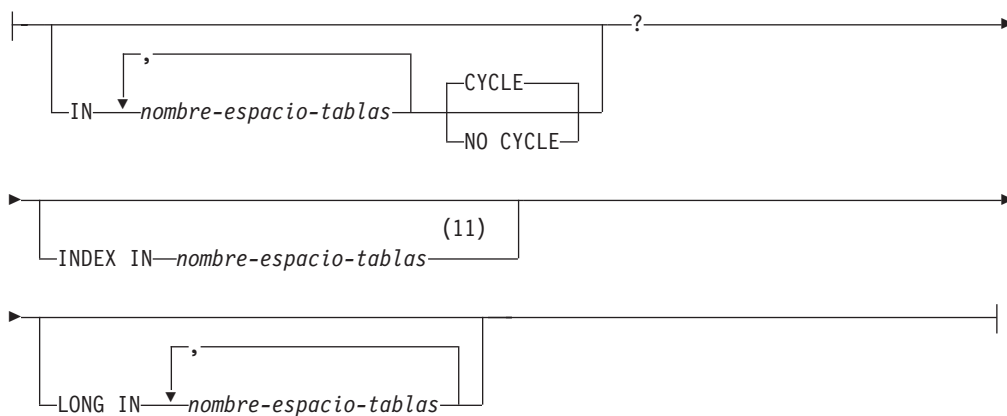 ?
,
CYCLE
IN nombre-espacio-tablas
NO CYCLE
(11)
INDEX IN nombre-espacio-tablas
,
LONG IN nombre-espacio-tablas